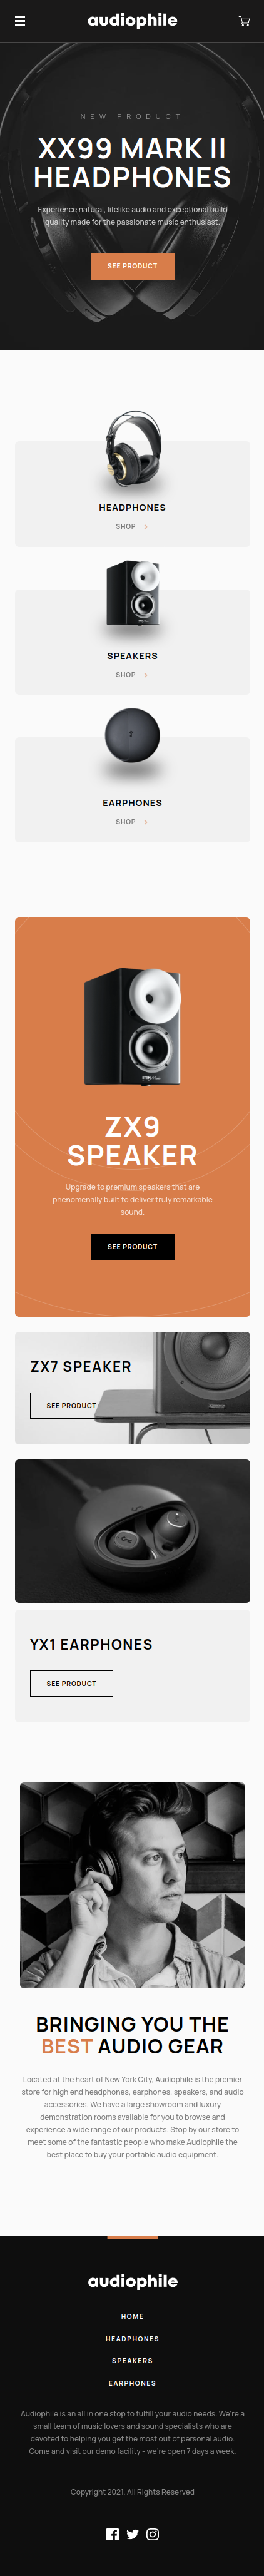 audiophile
NEW PRODUCT
XX99 MARK II
HEADPHONES
Experience natural, lifelike audio and exceptional build
quality made for the passionate music enthusiast.
SEE PRODUCT
HEADPHONES
SHOP
SPEAKERS
SHOP
EARPHONES
SHOP
ZX9
SPEAKER
Upgrade to premium speakers that are
phenomenally built to deliver truly remarkable
sound.
SEE PRODUCT
ZX7 SPEAKER
SEE PRODUCT
YX1 EARPHONES
SEE PRODUCT
BRINGING YOU THE
BEST AUDIO GEAR
Located at the heart of New York City, Audiophile is the premier
store for high end headphones, earphones, speakers, and audio
accessories. We have a large showroom and luxury
demonstration rooms available for you to browse and
experience a wide range of our products. Stop by our store to
meet some of the fantastic people who make Audiophile the
best place to buy your portable audio equipment.
audiophile
HOME
HEADPHONES
SPEAKERS
EARPHONES
Audiophile is an all in one stop to fulfill your audio needs. We're a
small team of music lovers and sound specialists who are
devoted to helping you get the most out of personal audio.
Come and visit our demo facility - we're open 7 days a week.
Copyright 2021. All Rights Reserved